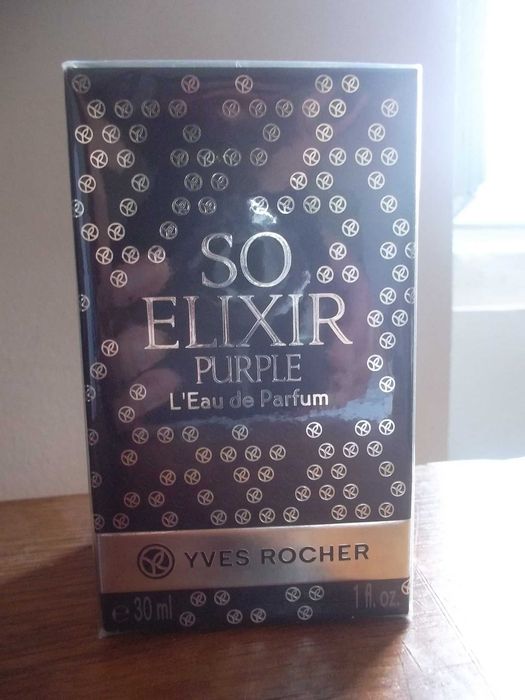 SO
ELIXIR
PURPLE
L'Eau de Parfum
YVES ROCHER
e 30 ml 1 fl. oz.